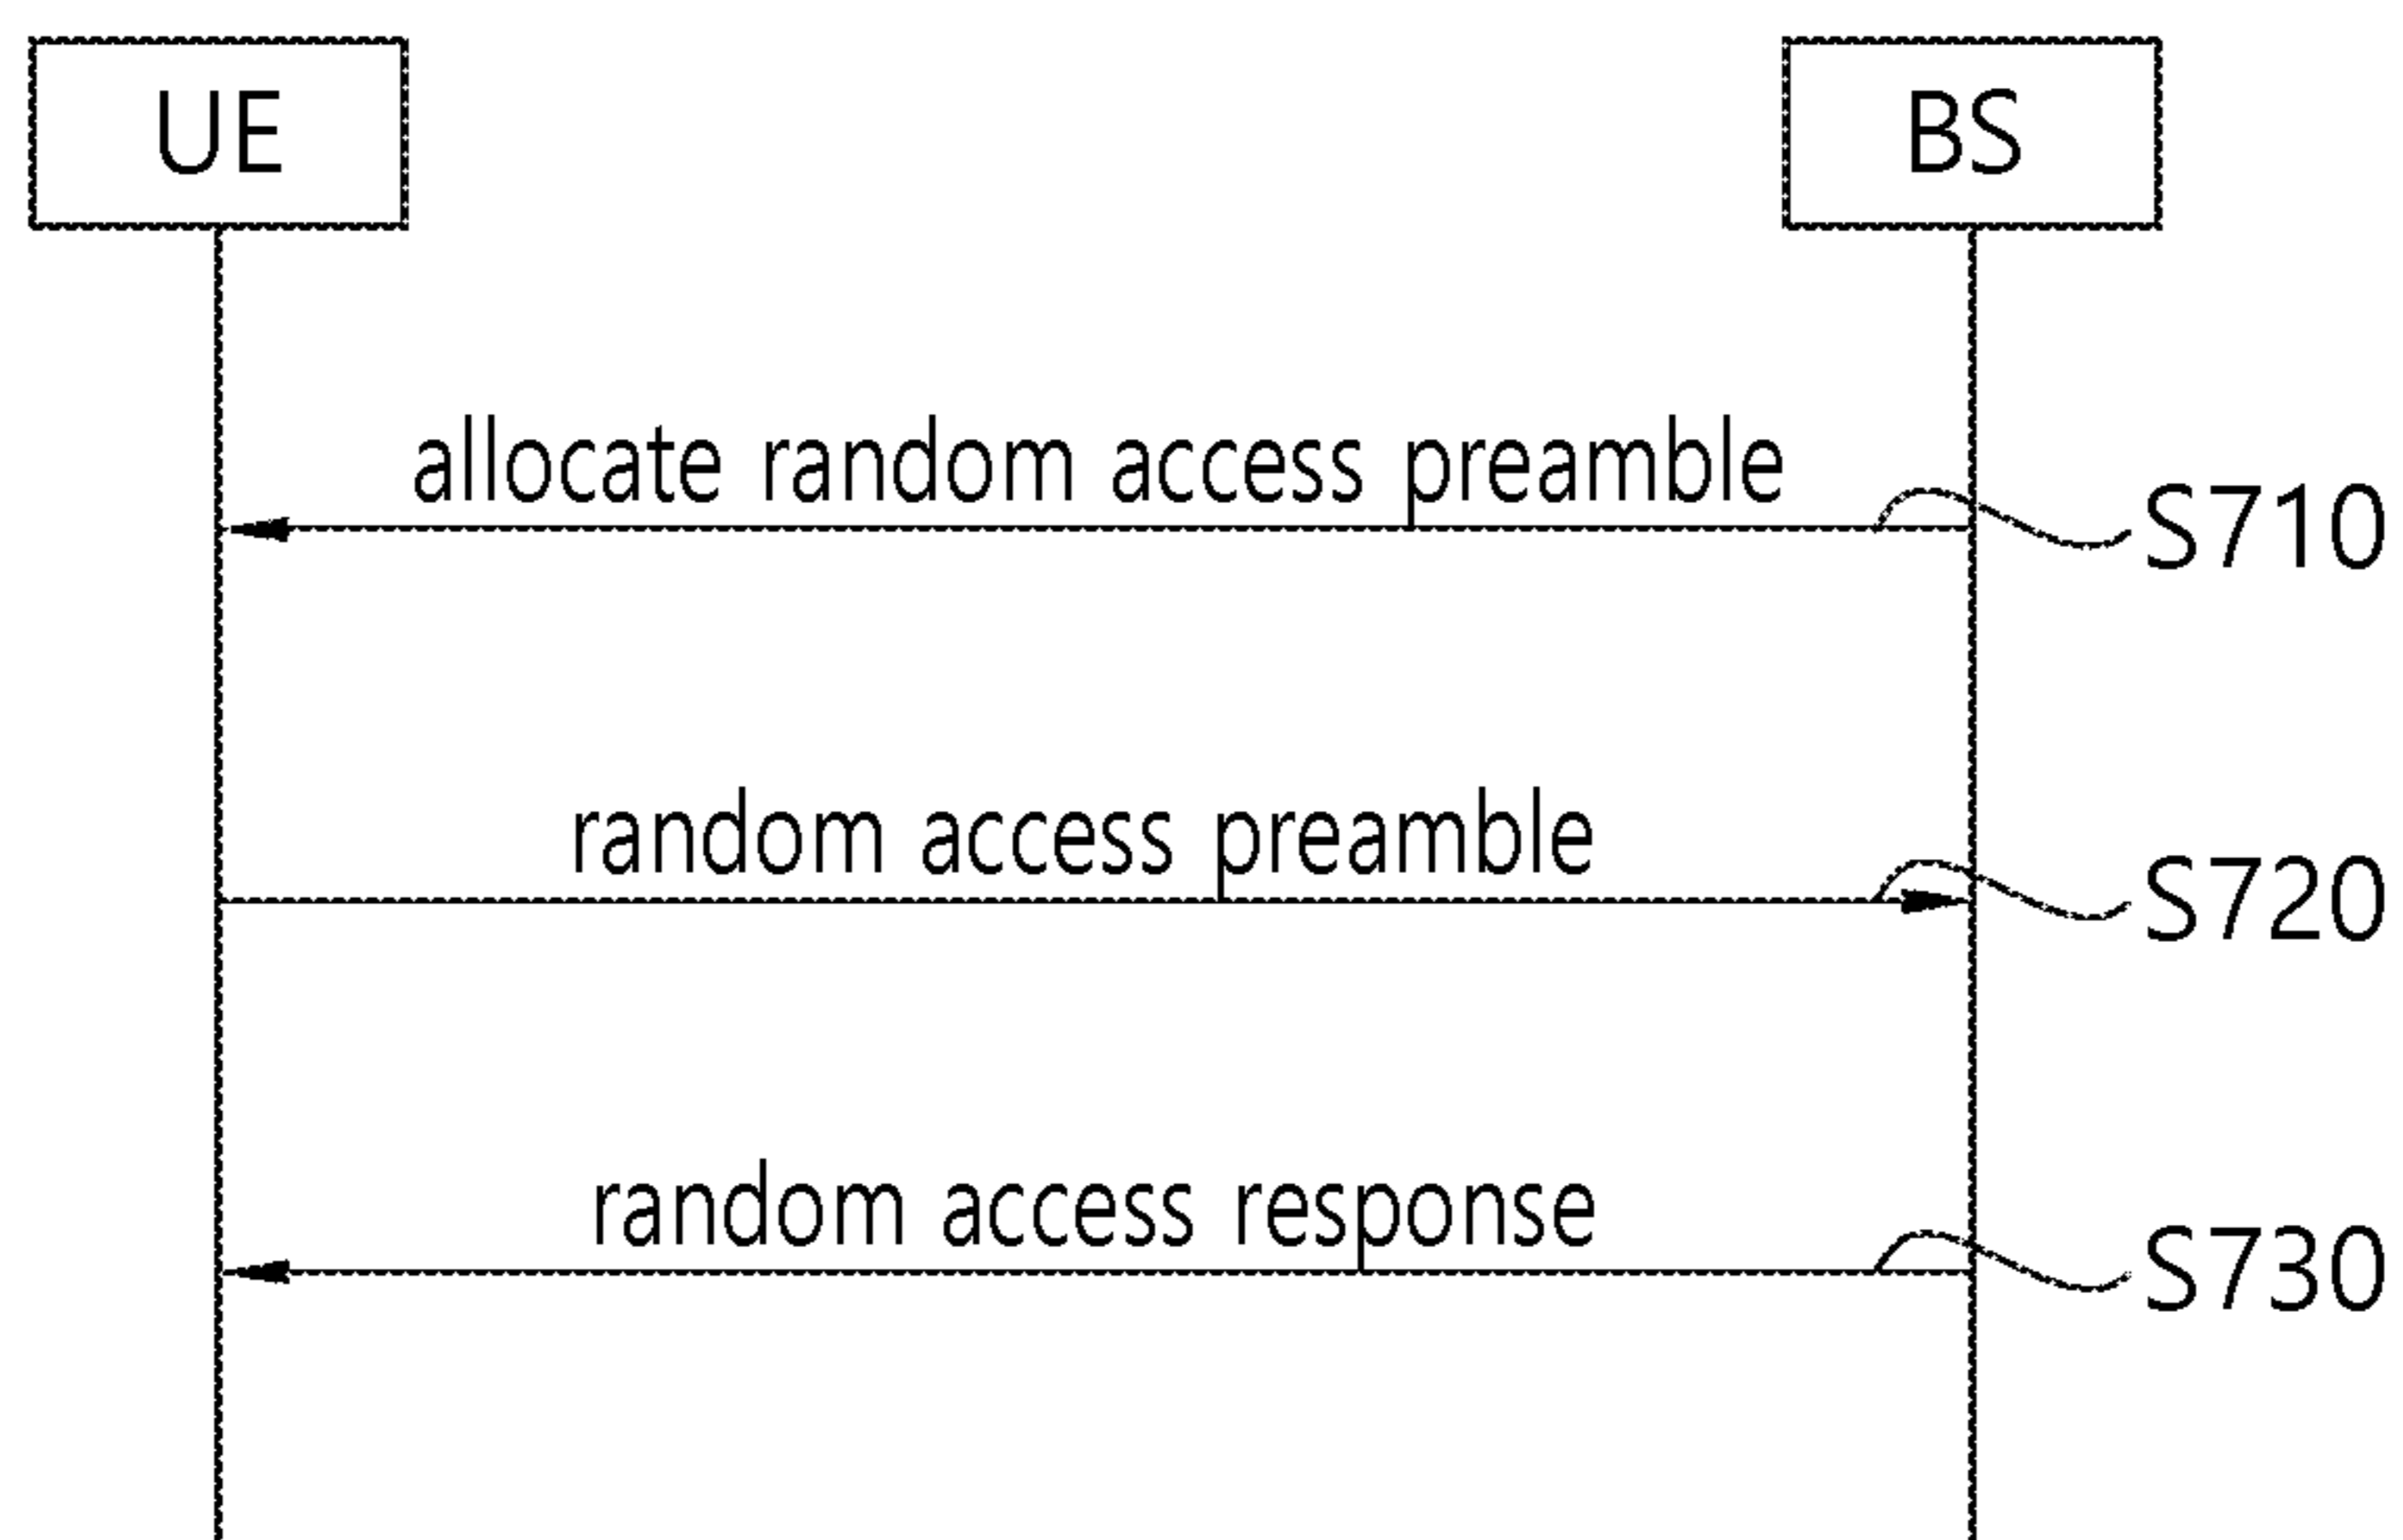 UE
BS
allocate random access preamble
S710
random access preamble
S720
random access response
S730